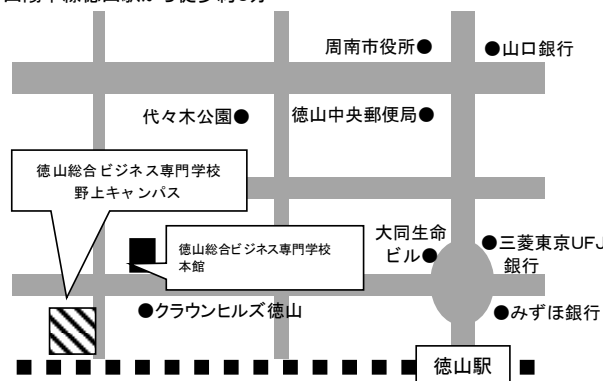 周南市役所●
●山口銀行
代々木公園●
徳山中央郵便局●
徳山総合ビジネス専門学校
野上キャンパス
徳山総合ビジネス専門学校
本館
大同生命
ビル●
●三菱東京UFJ
銀行
●クラウンヒルズ徳山
●みずほ銀行
徳山駅